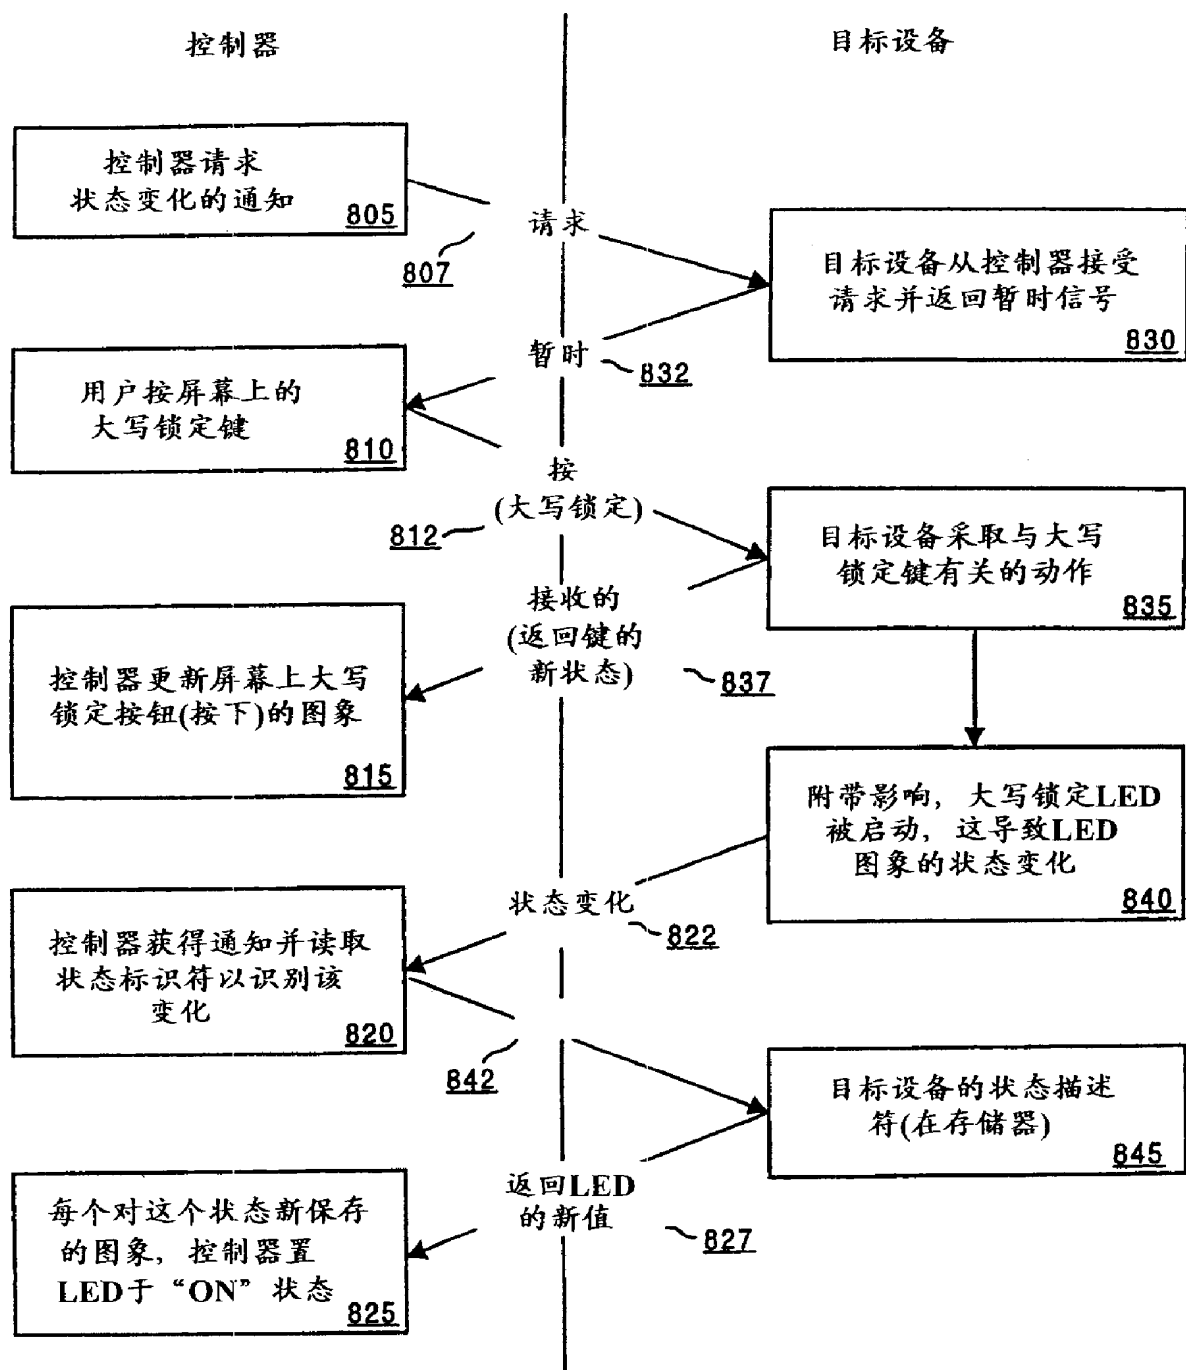 控制器
目标设备
控制器请求
状态变化的通知
805
请求
807
目标设备从控制器接受
请求并返回暂时信号
830
暂时
832
用户按屏幕上的
大写锁定键
810
按
(大写锁定)
812
目标设备采取与大写
锁定键有关的动作
835
接收的
(返回键的
新状态)
837
控制器更新屏幕上大写
锁定按钮(按下)的图象
815
附带影响, 大写锁定LED
被启动, 这导致LED
图象的状态变化
840
状态变化
822
控制器获得通知并读取
状态标识符以识别该
变化
820
842
目标设备的状态描述
符(在存储器)
845
返回LED
的新值
827
每个对这个状态新保存
的图象, 控制器置
LED于“ON”状态
825